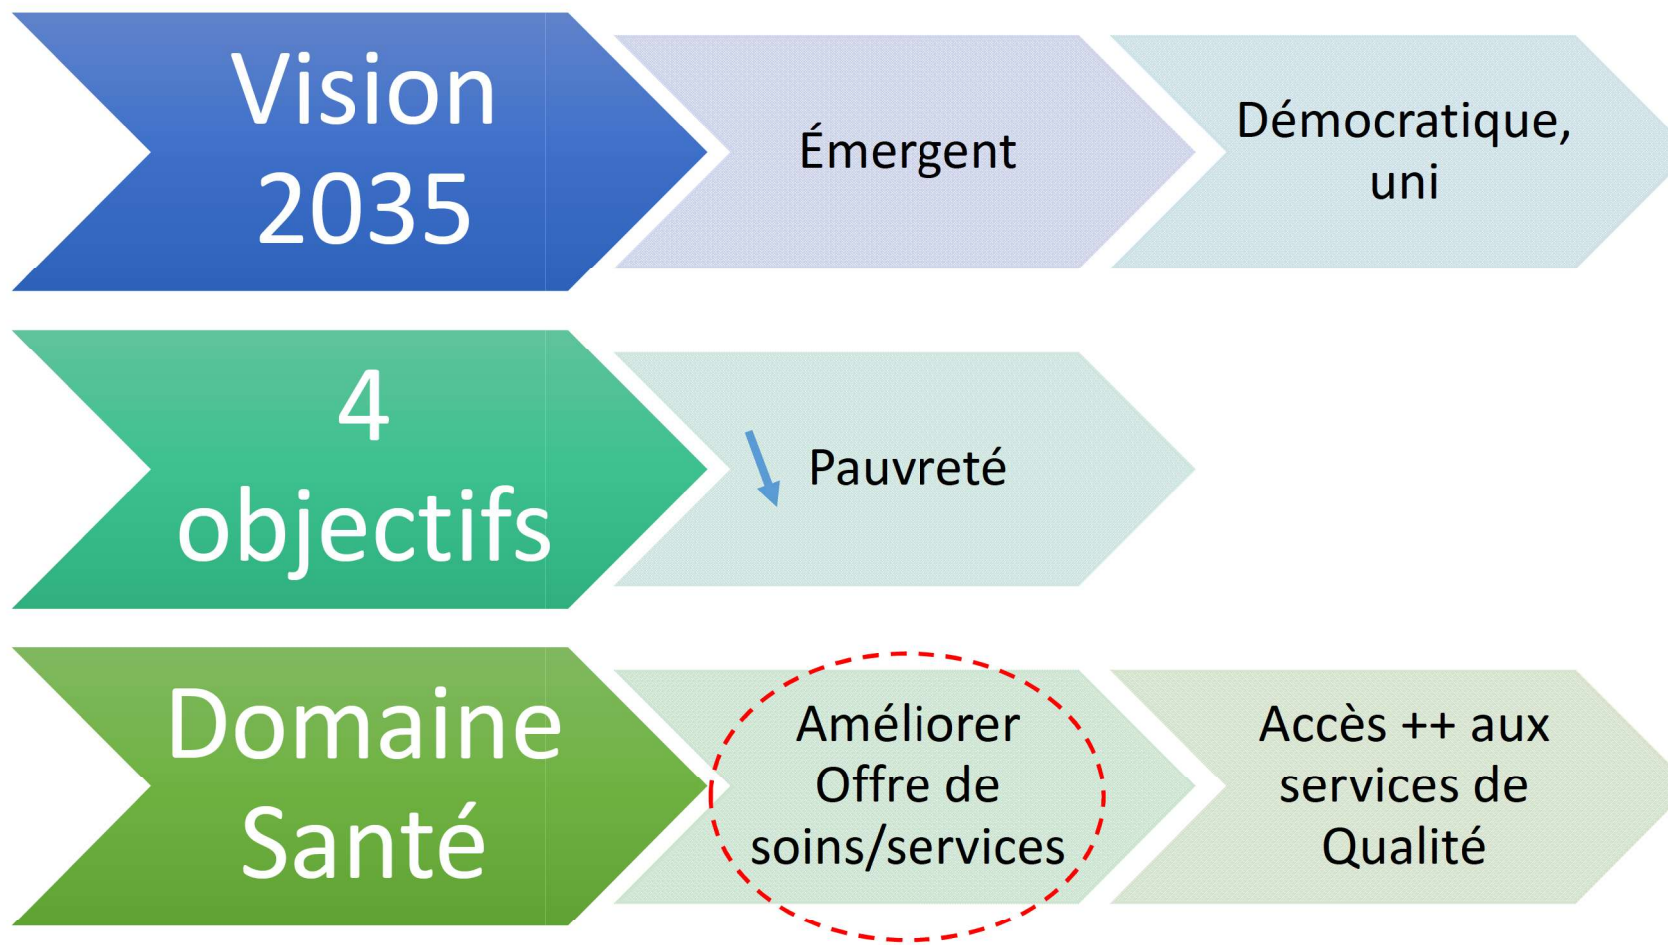 Vision
2035
Émergent
Démocratique,
uni
4
objectifs
Pauvreté
Domaine
Santé
Améliorer
Offre de
soins/services
Accès ++ aux
services de
Qualité